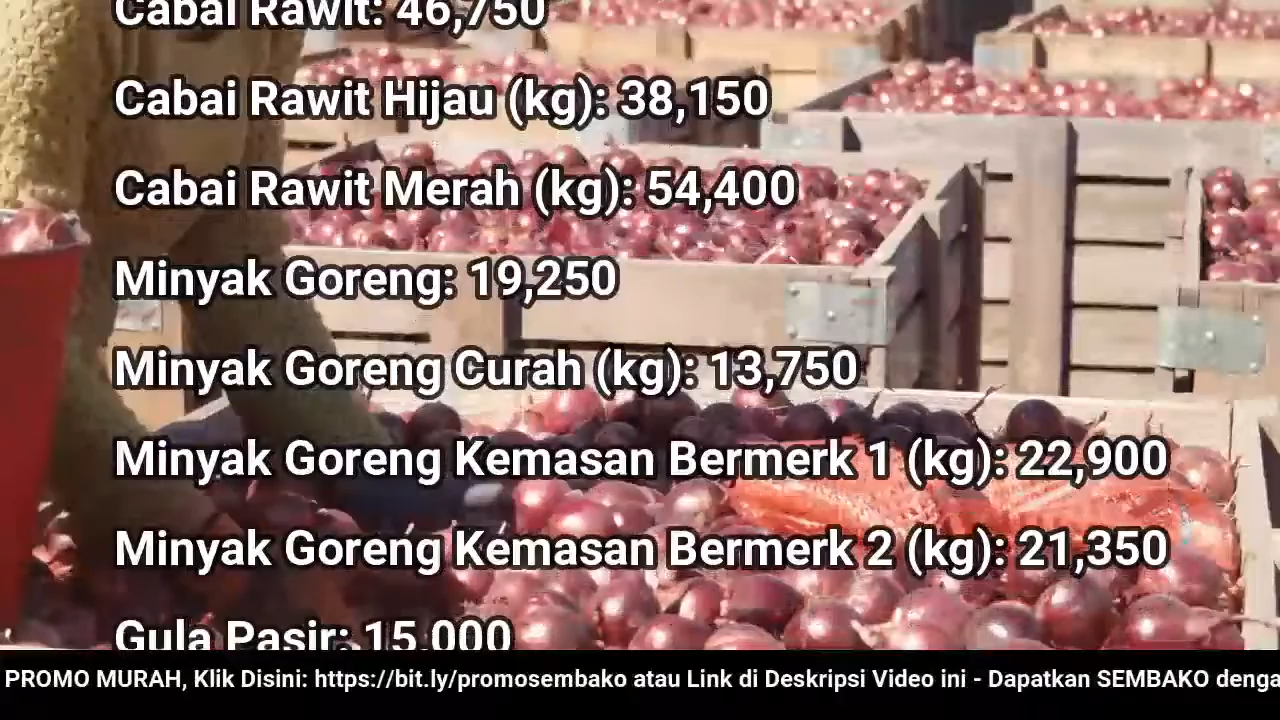 Cabai Rawit: 46,750
Cabai Rawit Hijau (kg): 38,150
Cabai Rawit Merah (kg): 54,400
Minyak Goreng: 19,250
Minyak Goreng Curah (kg): 13,750
Minyak Goreng Kemasan Bermerk 1 (kg): 22,900
Minyak Goreng Kemasan Bermerk 2 (kg): 21,350
Gula Pasir: 15,000
PROMO MURAH, Klik Disini: https://bit.ly/promosembako atau Link di Deskripsi Video ini - Dapatkan SEMBAKO denga